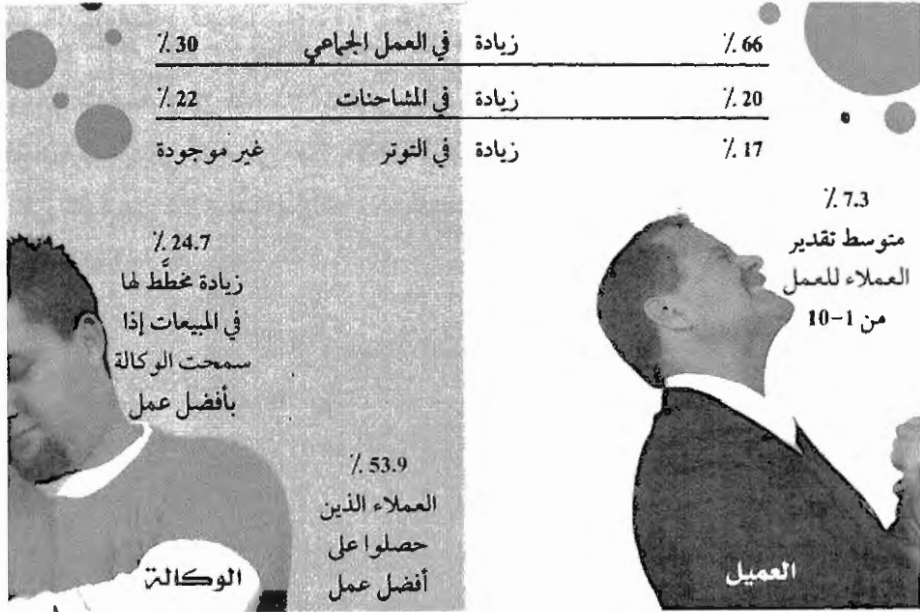 ٪ 66 زيادة في العمل الجماعي ٪ 30
٪ 20 زيادة في المشاحنات ٪ 22
٪ 17 زيادة في التوتر غير موجودة
٪ 7.3
متوسط تقدير
العملاء للعمل
من 1-10
العميل
٪ 24.7
زيادة مخطَّط لها
في المبيعات إذا
سمحت الوكالة
بأفضل عمل
٪ 53.9
العملاء الذين
حصلوا على
أفضل عمل
الوكالة